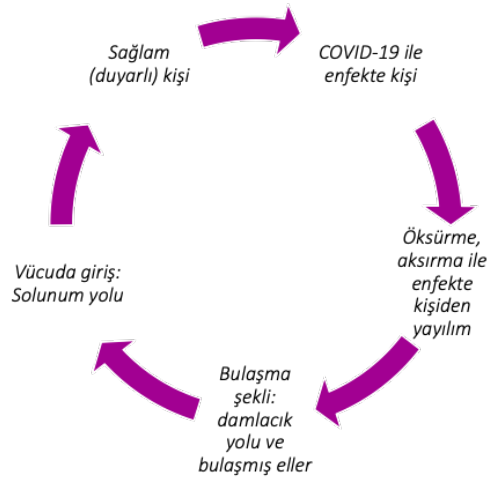 Sağlam
(duyarlı) kişi
COVID-19 ile
enfekte kişi
Öksürme,
aksırma ile
enfekte
kişiden
yayılım
Bulaşma
şekli:
damlacık
yolu ve
bulaşmış eller
Vücuda giriş:
Solunum yolu